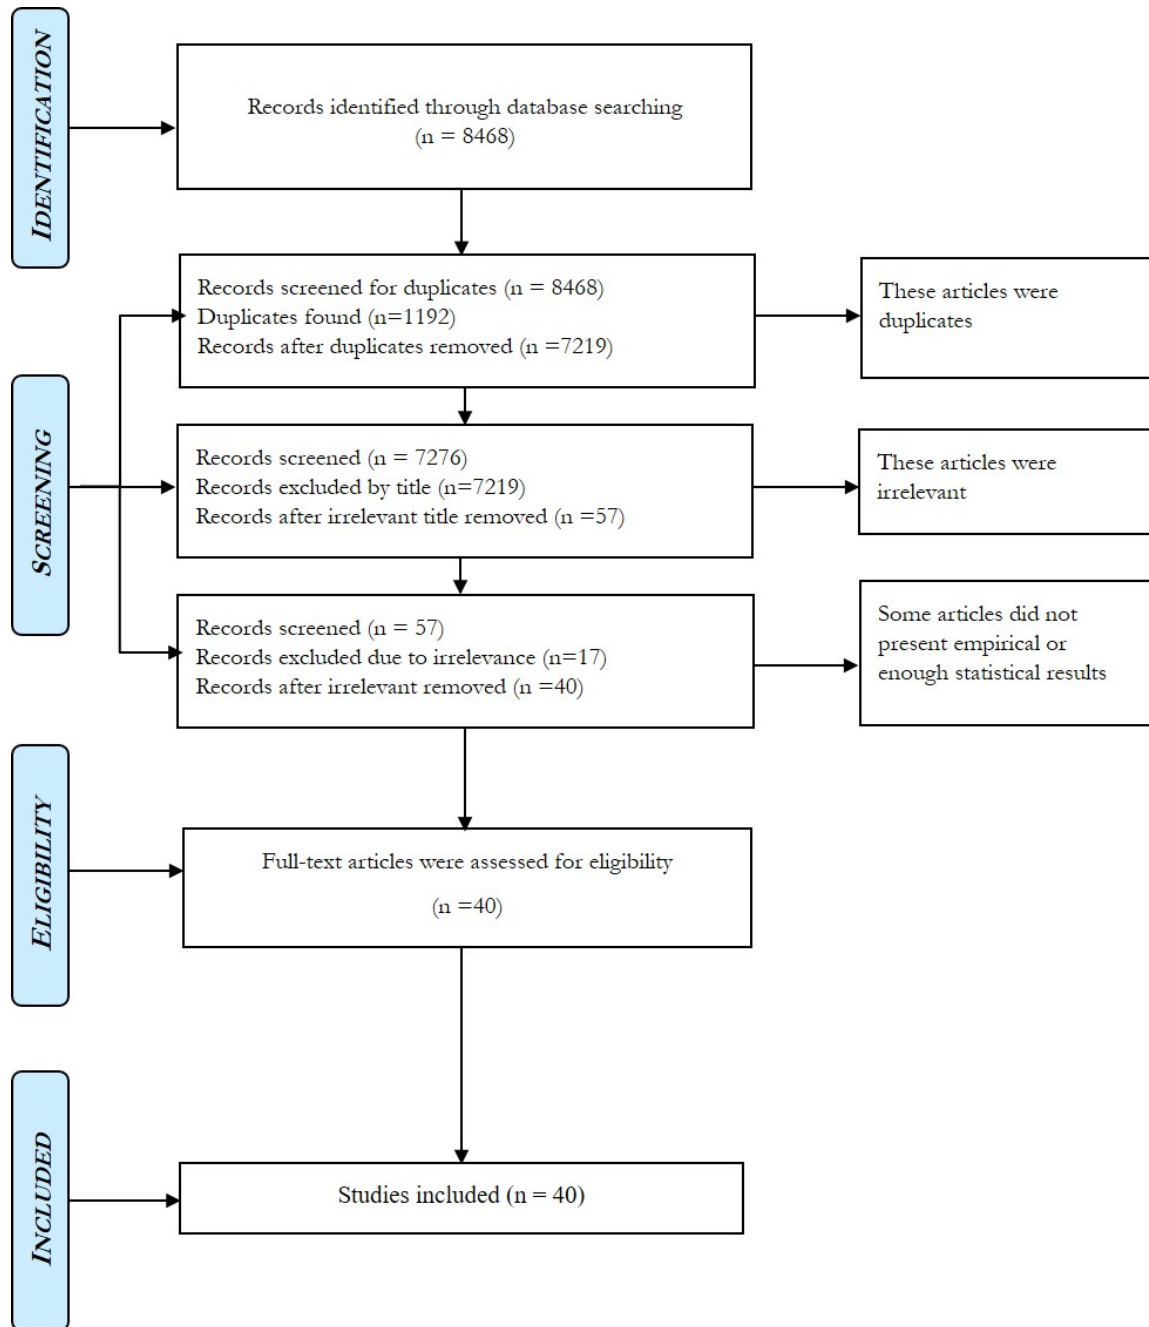 IDENTIFICATION
Records identified through database searching
(n = 8468)
SCREENING
Records screened for duplicates (n = 8468)
Duplicates found (n=1192)
Records after duplicates removed (n =7219)
These articles were
duplicates
Records screened (n = 7276)
Records excluded by title (n=7219)
Records after irrelevant title removed (n =57)
These articles were
irrelevant
Records screened (n = 57)
Records excluded due to irrelevance (n=17)
Records after irrelevant removed (n =40)
Some articles did not
present empirical or
enough statistical results
ELIGIBILITY
Full-text articles were assessed for eligibility
(n =40)
INCLUDED
Studies included (n = 40)